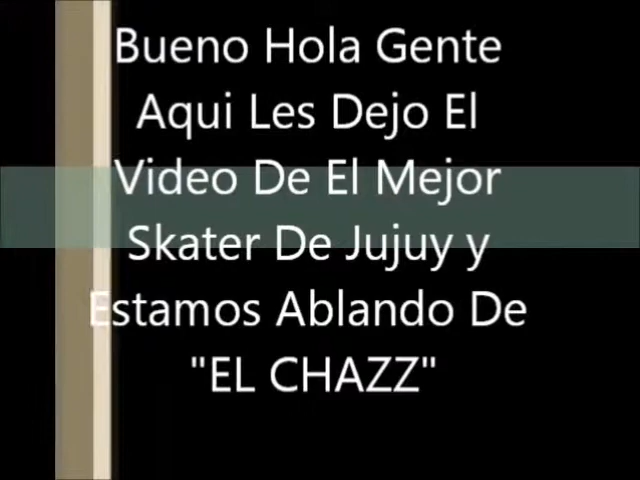 Bueno Hola Gente
Aqui Les Dejo El
Video De El Mejor
Skater De Jujuy y
Estamos Ablando De
"EL CHAZZ"